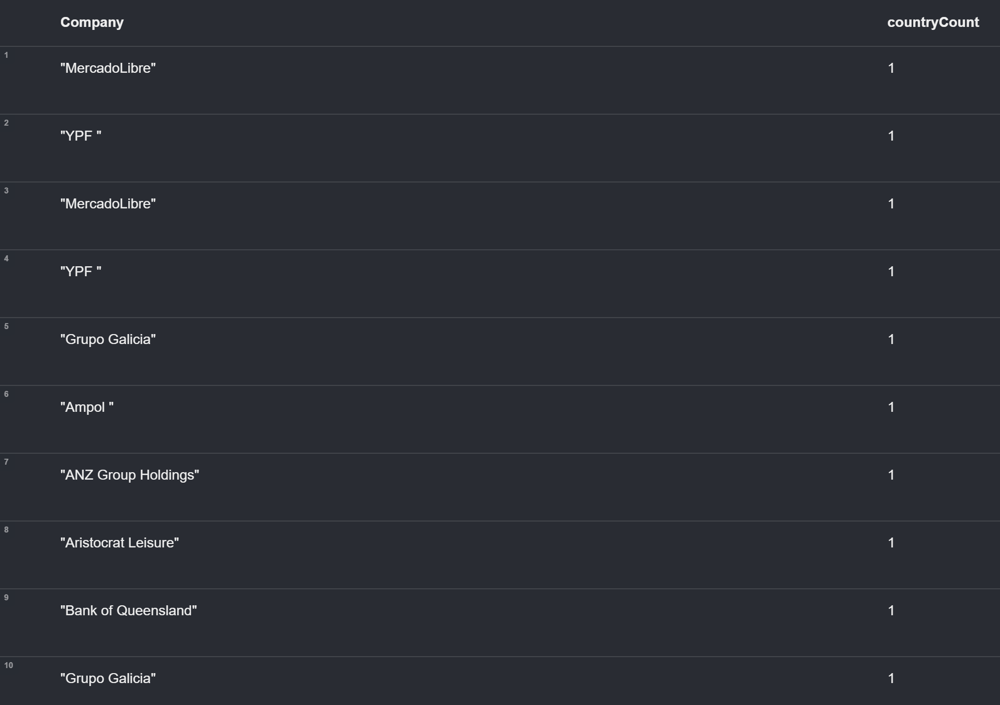 Company countryCount
1
"MercadoLibre" 1
2
"YPF " 1
3
"MercadoLibre" 1
4
"YPF " 1
5
"Grupo Galicia" 1
6
"Ampol " 1
7
"ANZ Group Holdings" 1
8
"Aristocrat Leisure" 1
9
"Bank of Queensland" 1
10
"Grupo Galicia" 1